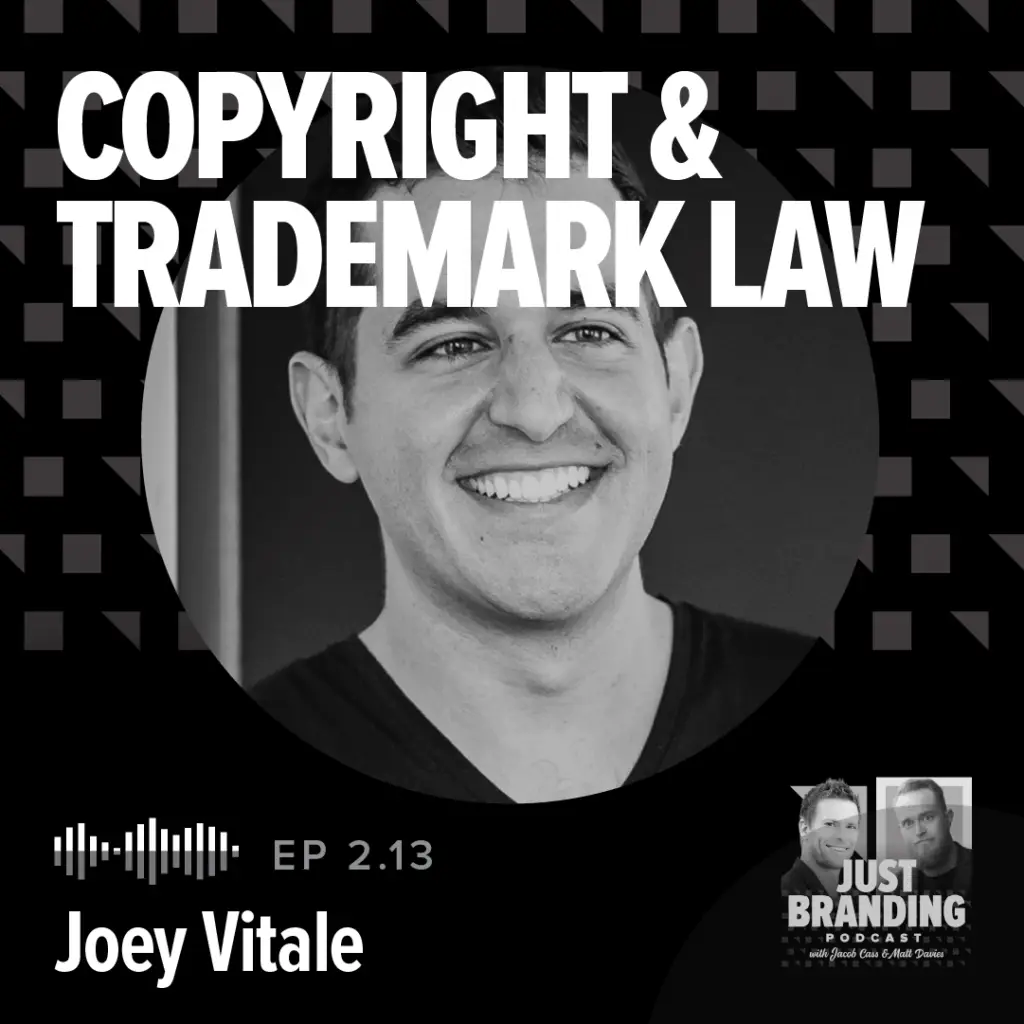 COPYRIGHT &
TRADEMARK LAW
EP 2.13
Joey Vitale
JUST
BRANDING
PODCAST
with Jacob Cass & Matt Davies